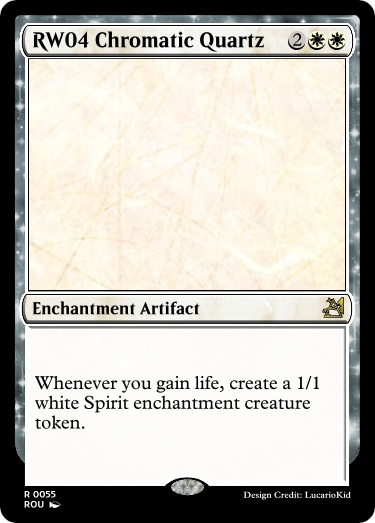 RW04 Chromatic Quartz 2
Enchantment Artifact
Whenever you gain life, create a 1/1
white Spirit enchantment creature
token.
R 0055
ROU
Design Credit: LucarioKid